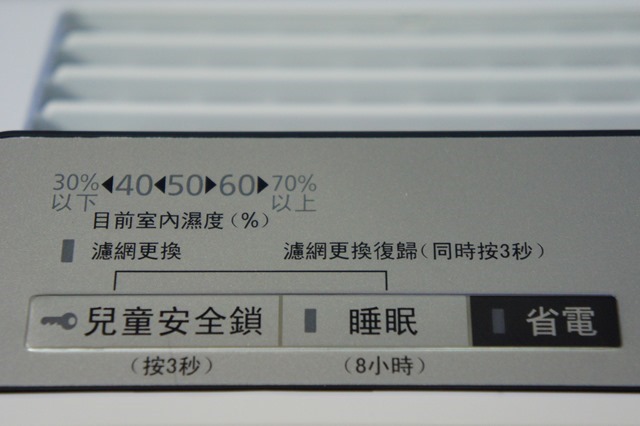 30%以下◀40◀50▶60▶70%以上
目前室內濕度(%)
濾網更換 濾網更換復歸(同時按3秒)
兒童安全鎖 睡眠 省電
(按3秒) (8小時)